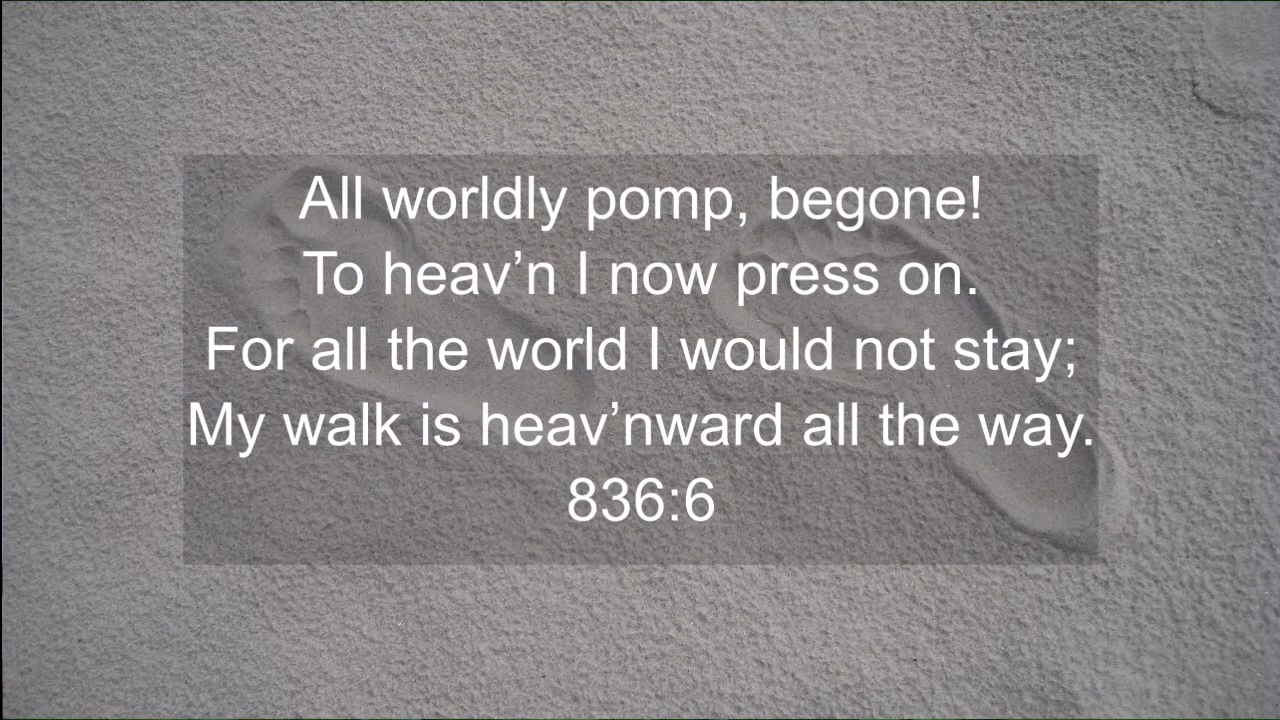 All worldly pomp, begone!
To heav’n I now press on.
For all the world I would not stay;
My walk is heav’nward all the way.
836:6